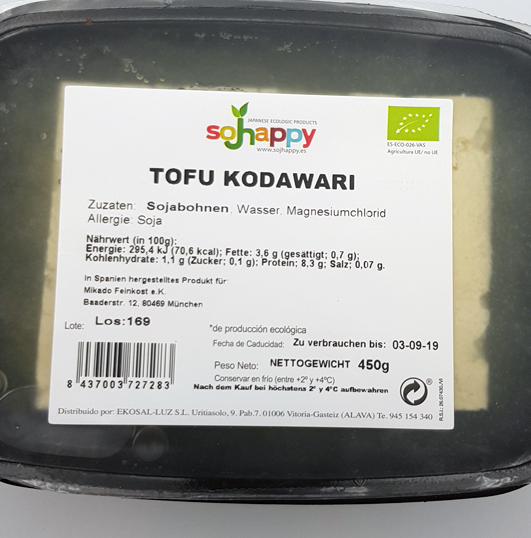 JAPANESE ECOLOGIC PRODUCTS
sojhappy
www.sojhappy.es
ES-ECO-026-VAS
Agricultura UE/ no UE
TOFU KODAWARI
Zutaten: Sojabohnen, Wasser, Magnesiumchlorid
Allergie: Soja
Nährwert (in 100g):
Energie: 295,4 kJ (70,6 kcal); Fette: 3,6 g (gesättigt; 0,7 g);
Kohlenhydrate: 1,1 g (Zucker; 0,1 g); Protein; 8,3 g; Salz; 0,07 g.
In Spanien hergestelltes Produkt für
Mikado Feinkost e.K.
Baaderstr. 12, 80469 München
Lote: Los:169
*de producción ecológica
Fecha de Caducidad: Zu verbrauchen bis: 03-09-19
Peso Neto: NETTOGEWICHT 450g
Conservar en frío (entre +2º y +4ºC)
Nach dem Kauf bei höchstens 2º y 4ºC aufbewahren
8 437003 727283
Distribuido por: EKOSAL-LUZ S.L. Uritiasolo, 9. Pab.7. 01006 Vitoria-Gasteiz (ALAVA) Te. 945 154 340